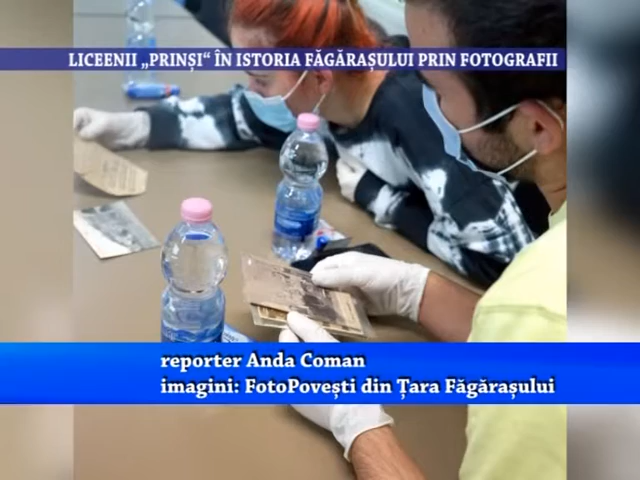 LICEENII „PRINȘI“ ÎN ISTORIA FĂGĂRAȘULUI PRIN FOTOGRAFII
reporter Anda Coman
imagini: FotoPovești din Țara Făgărașului